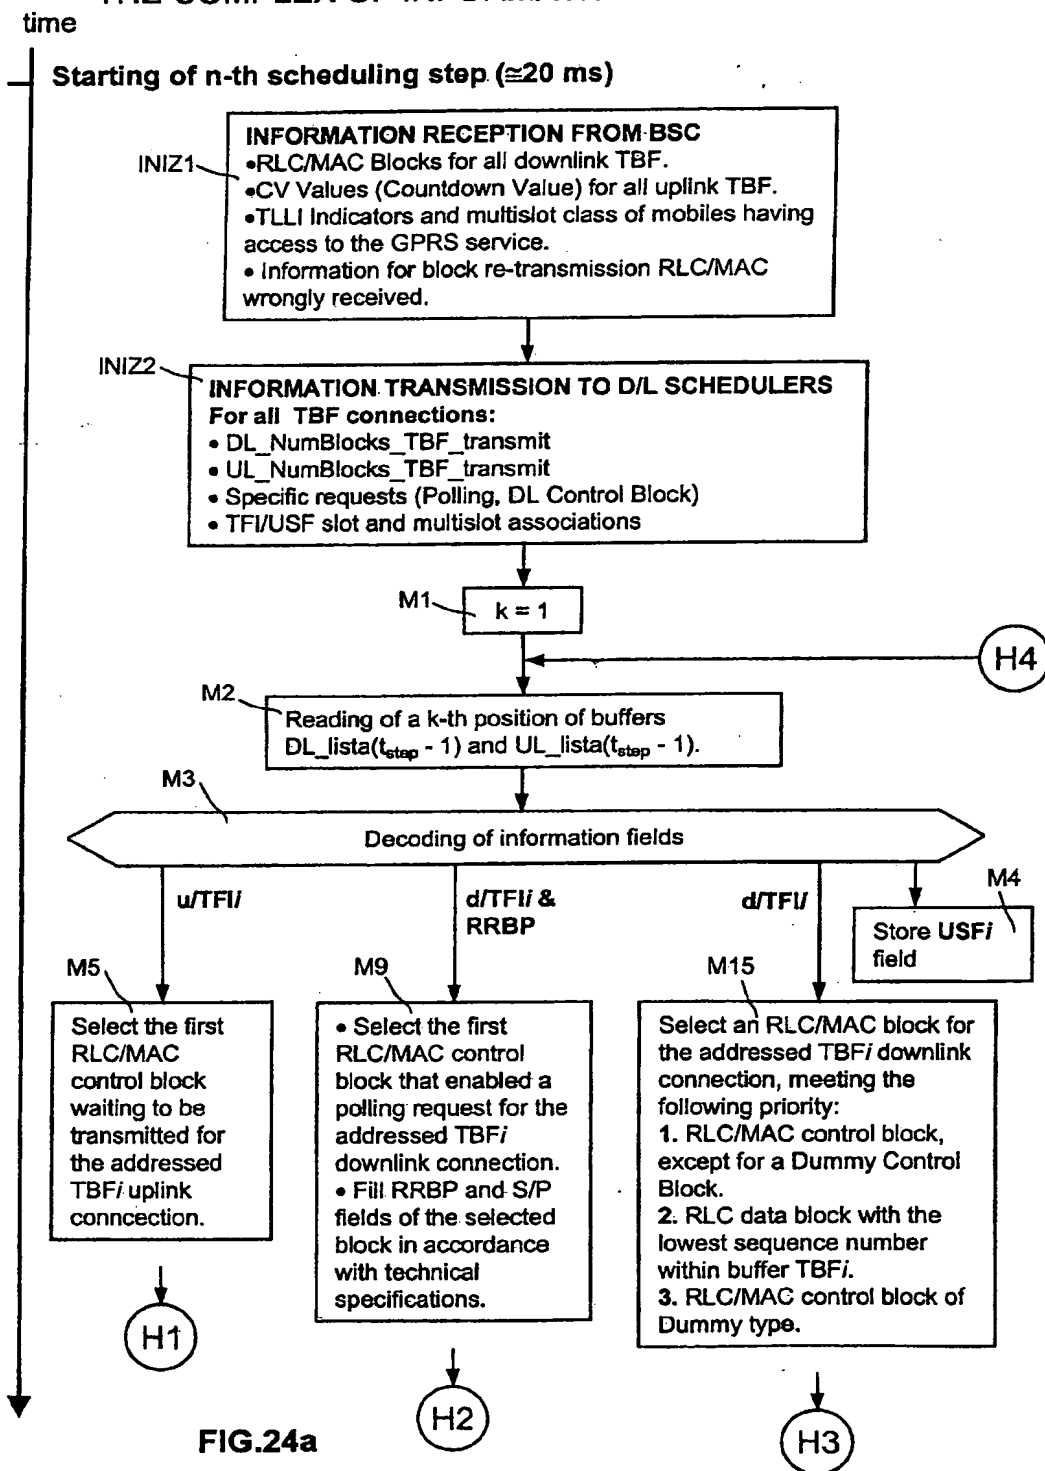 time
Starting of n-th scheduling step (≅20 ms)
INIZ1
INFORMATION RECEPTION FROM BSC
•RLC/MAC Blocks for all downlink TBF.
•CV Values (Countdown Value) for all uplink TBF.
•TLLI Indicators and multislot class of mobiles having
access to the GPRS service.
• Information for block re-transmission RLC/MAC
wrongly received.
INIZ2
INFORMATION TRANSMISSION TO D/L SCHEDULERS
For all TBF connections:
• DL_NumBlocks_TBF_transmit
• UL_NumBlocks_TBF_transmit
• Specific requests (Polling, DL Control Block)
• TFI/USF slot and multislot associations
M1
k = 1
H4
M2
Reading of a k-th position of buffers
DL_lista(tstep - 1) and UL_lista(tstep - 1).
M3
Decoding of information fields
u/TFIi
d/TFIi &
RRBP
d/TFIi
M4
Store USFi
field
M5
Select the first
RLC/MAC
control block
waiting to be
transmitted for
the addressed
TBFi uplink
conncection.
H1
M9
• Select the first
RLC/MAC control
block that enabled a
polling request for the
addressed TBFi
downlink connection.
• Fill RRBP and S/P
fields of the selected
block in accordance
with technical
specifications.
H2
M15
Select an RLC/MAC block for
the addressed TBFi downlink
connection, meeting the
following priority:
1. RLC/MAC control block,
except for a Dummy Control
Block.
2. RLC data block with the
lowest sequence number
within buffer TBFi.
3. RLC/MAC control block of
Dummy type.
H3
FIG.24a